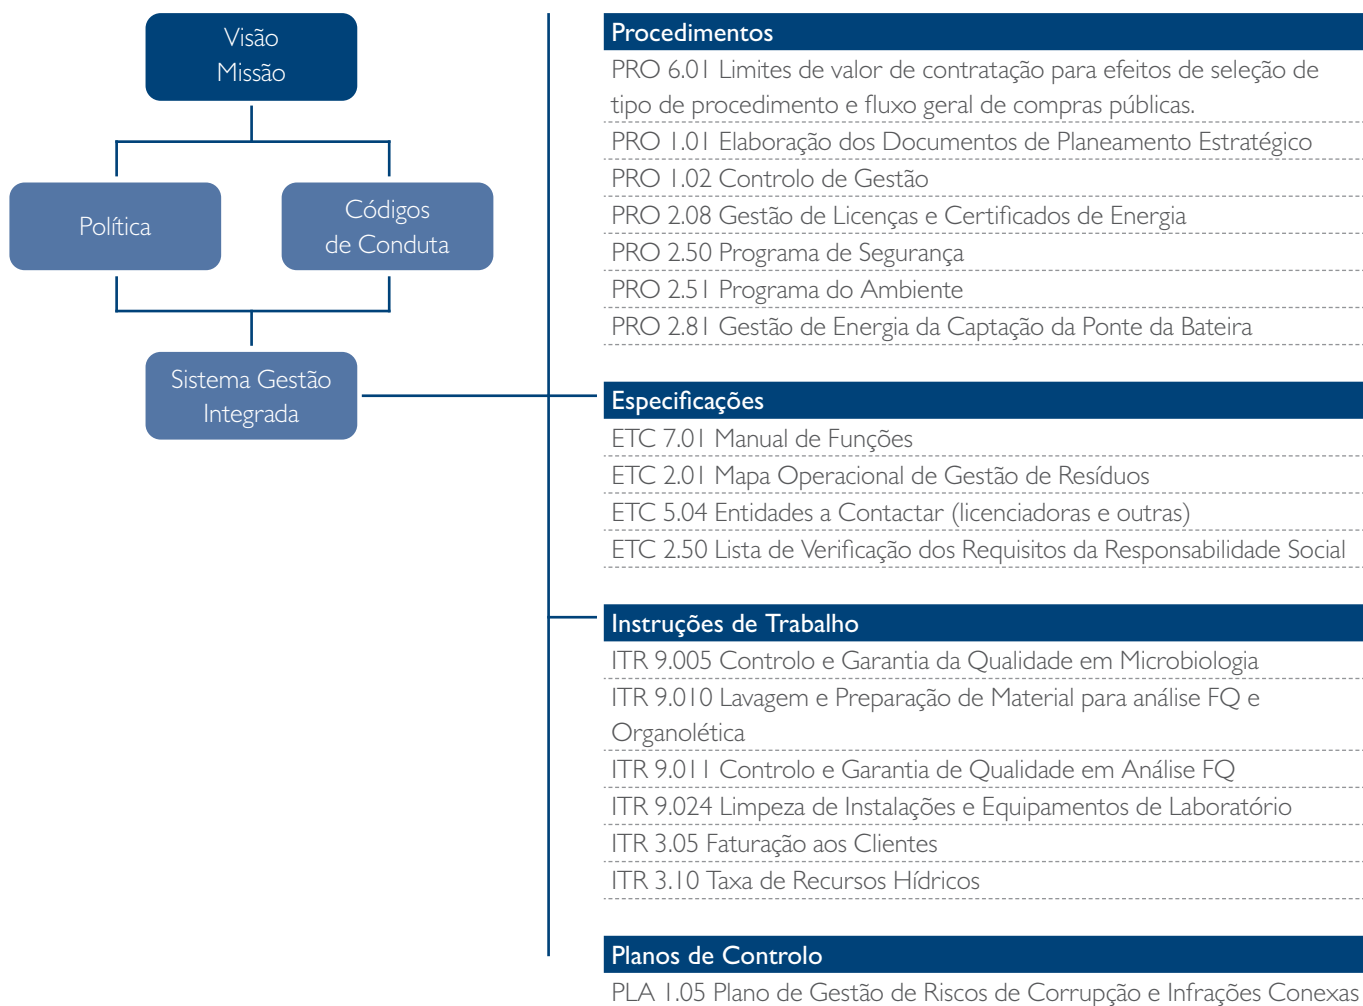 Visão
Missão
Política
Códigos
de Conduta
Sistema Gestão
Integrada
Procedimentos
PRO 6.01 Limites de valor de contratação para efeitos de seleção de
tipo de procedimento e fluxo geral de compras públicas.
PRO 1.01 Elaboração dos Documentos de Planeamento Estratégico
PRO 1.02 Controlo de Gestão
PRO 2.08 Gestão de Licenças e Certificados de Energia
PRO 2.50 Programa de Segurança
PRO 2.51 Programa do Ambiente
PRO 2.81 Gestão de Energia da Captação da Ponte da Bateira
Especificações
ETC 7.01 Manual de Funções
ETC 2.01 Mapa Operacional de Gestão de Resíduos
ETC 5.04 Entidades a Contactar (licenciadoras e outras)
ETC 2.50 Lista de Verificação dos Requisitos da Responsabilidade Social
Instruções de Trabalho
ITR 9.005 Controlo e Garantia da Qualidade em Microbiologia
ITR 9.010 Lavagem e Preparação de Material para análise FQ e
Organolética
ITR 9.011 Controlo e Garantia de Qualidade em Análise FQ
ITR 9.024 Limpeza de Instalações e Equipamentos de Laboratório
ITR 3.05 Faturação aos Clientes
ITR 3.10 Taxa de Recursos Hídricos
Planos de Controlo
PLA 1.05 Plano de Gestão de Riscos de Corrupção e Infrações Conexas